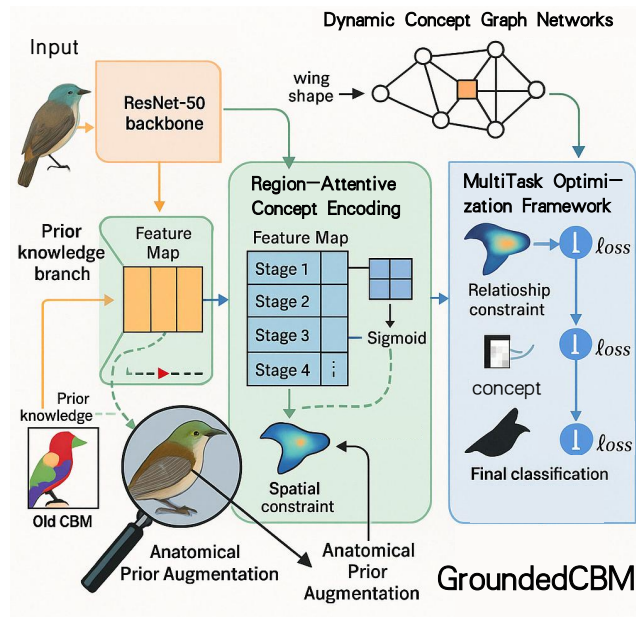 Dynamic Concept Graph Networks
Input
ResNet-50
backbone
wing
shape
Region-Attentive
Concept Encoding
MultiTask Optimi-
zation Framework
Prior
knowledge
branch
Feature
Map
Feature Map
Stage 1
Stage 2
Stage 3
Stage 4
Sigmoid
loss
Relatioship
constraint
loss
concept
loss
Final classification
Prior
knowledge
Old CBM
Spatial
constraint
Anatomical
Prior Augmentation
Anatomical
Prior
Augmentation
GroundedCBM